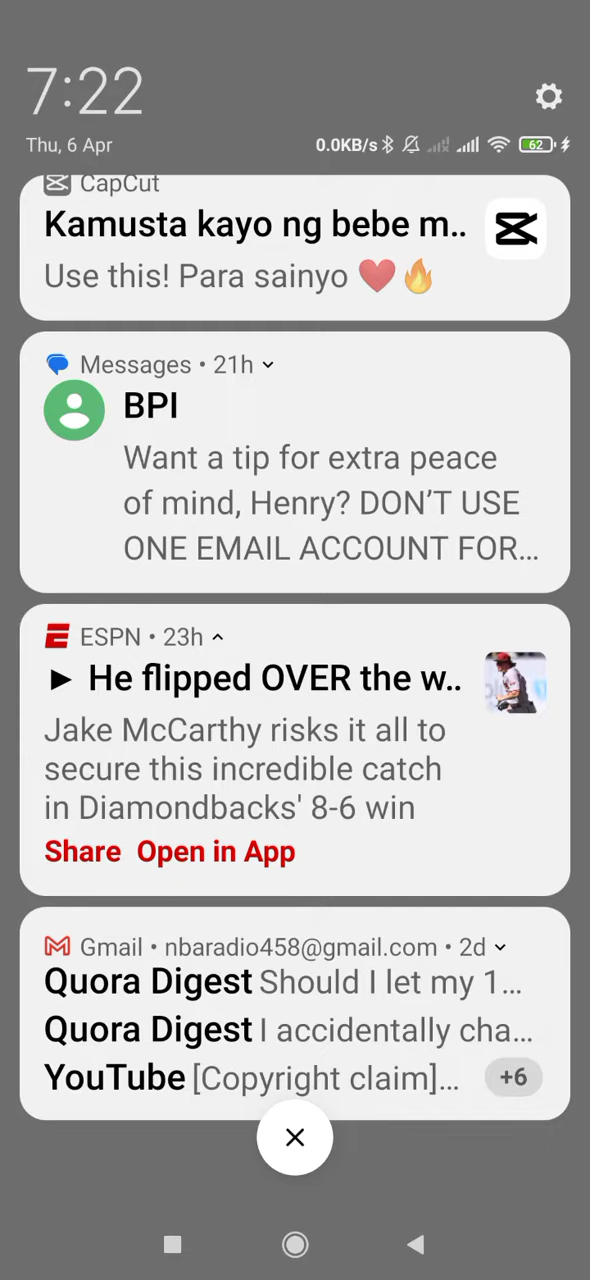 7:22
Thu, 6 Apr
0.0KB/s
62
CapCut
Kamusta kayo ng bebe m..
Use this! Para sainyo ❤️🔥
Messages • 21h
BPI
Want a tip for extra peace
of mind, Henry? DON’T USE
ONE EMAIL ACCOUNT FOR…
ESPN • 23h
► He flipped OVER the w..
Jake McCarthy risks it all to
secure this incredible catch
in Diamondbacks' 8-6 win
Share Open in App
Gmail • nbaradio458@gmail.com • 2d
Quora Digest Should I let my 1…
Quora Digest I accidentally cha…
YouTube [Copyright claim]…
+6